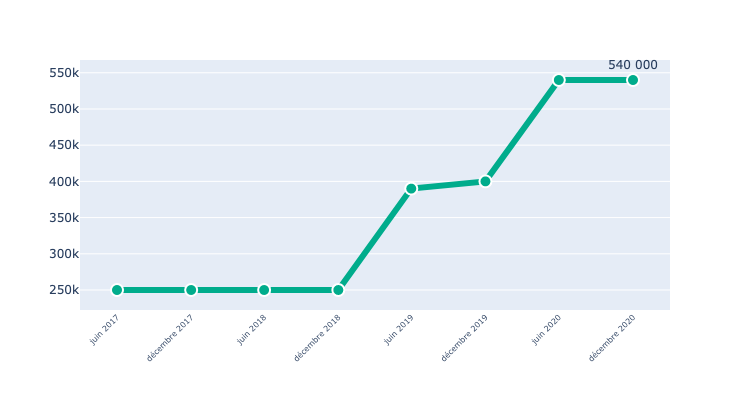 540 000
550k
500k
450k
400k
350k
300k
250k
juin 2017
décembre 2017
juin 2018
décembre 2018
juin 2019
décembre 2019
juin 2020
décembre 2020